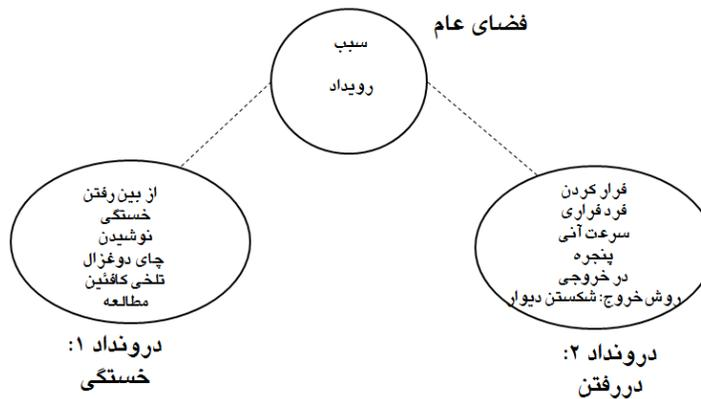 فضای عام
سبب
رویداد
فرار کردن
فرد فراری
سرعت آنی
پنجره
در خروجی
روش خروج: شکستن دیوار
درونداد ۲:
دررفتن
از بین رفتن
خستگی
نوشیدن
چای دوغزال
تلخی کافئین
مطالعه
درونداد ۱:
خستگی